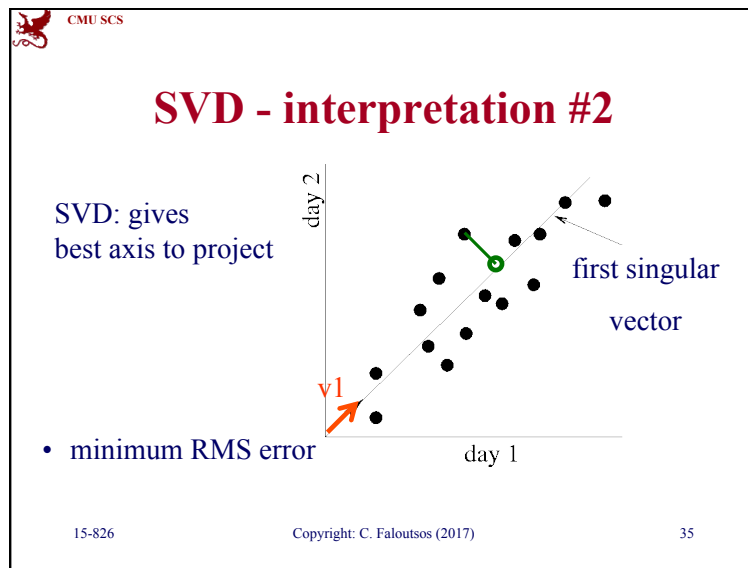 CMU SCS
SVD - interpretation #2
SVD: gives
best axis to project
day 2
first singular
vector
v1
• minimum RMS error
day 1
15-826
Copyright: C. Faloutsos (2017)
35